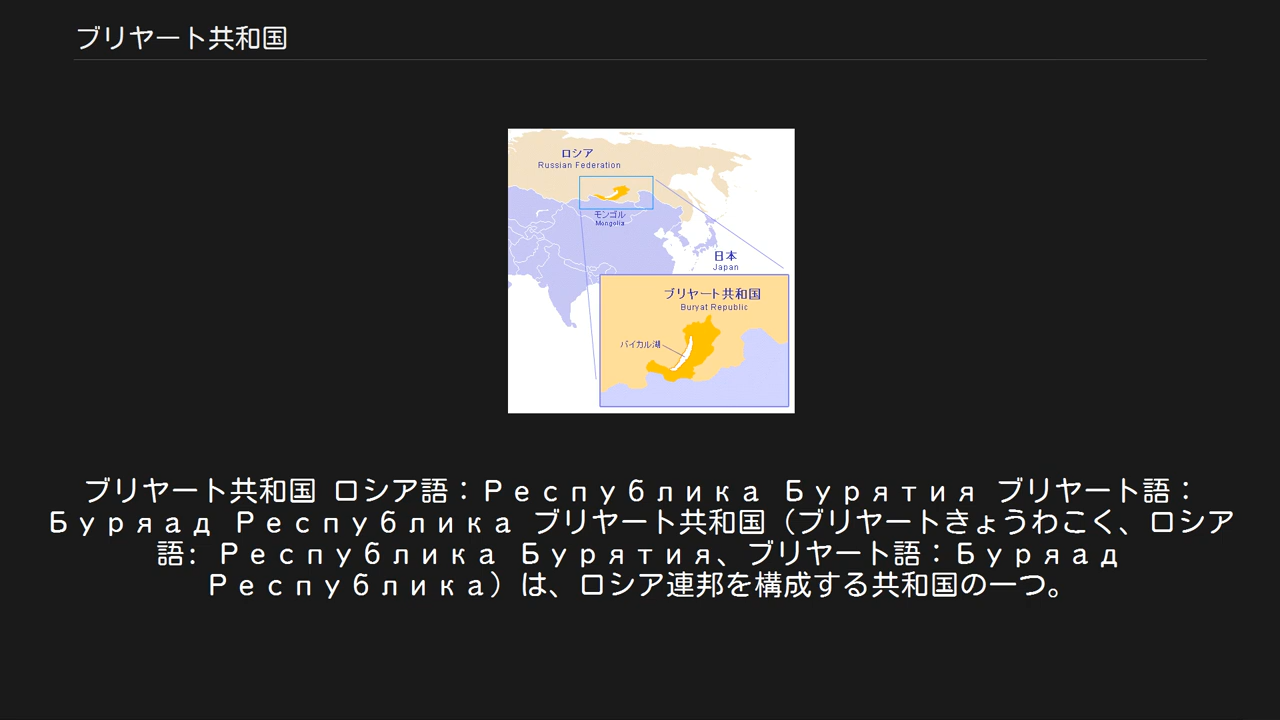 ブリヤート共和国
ロシア
Russian Federation
モンゴル
Mongolia
日本
Japan
ブリヤート共和国
Buryat Republic
バイカル湖
ブリヤート共和国 ロシア語：Республика Бурятия ブリヤート語：
Буряад Республика ブリヤート共和国（ブリヤートきょうわこく、ロシア
語: Республика Бурятия、ブリヤート語：Буряад
Республика）は、ロシア連邦を構成する共和国の一つ。